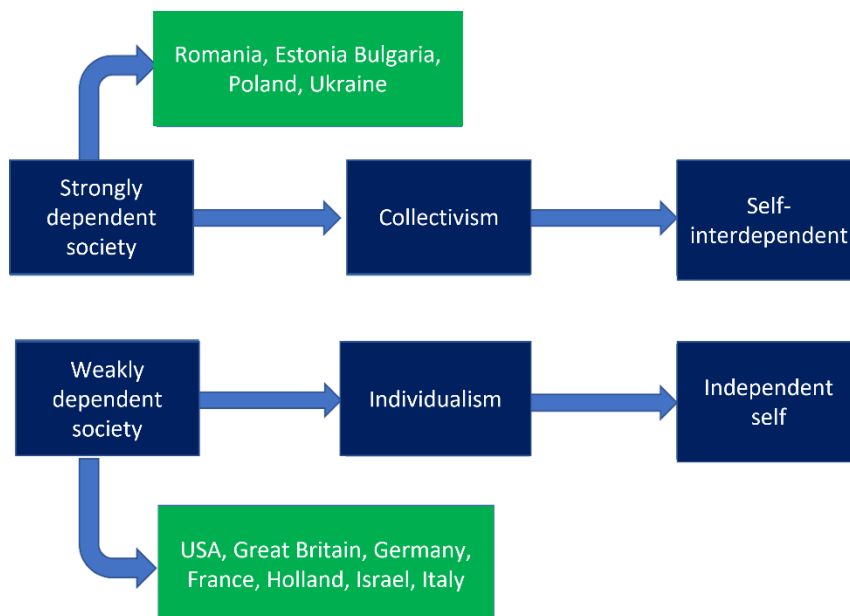 Romania, Estonia Bulgaria,
Poland, Ukraine
Strongly
dependent
society
Collectivism
Self-
interdependent
Weakly
dependent
society
Individualism
Independent
self
USA, Great Britain, Germany,
France, Holland, Israel, Italy